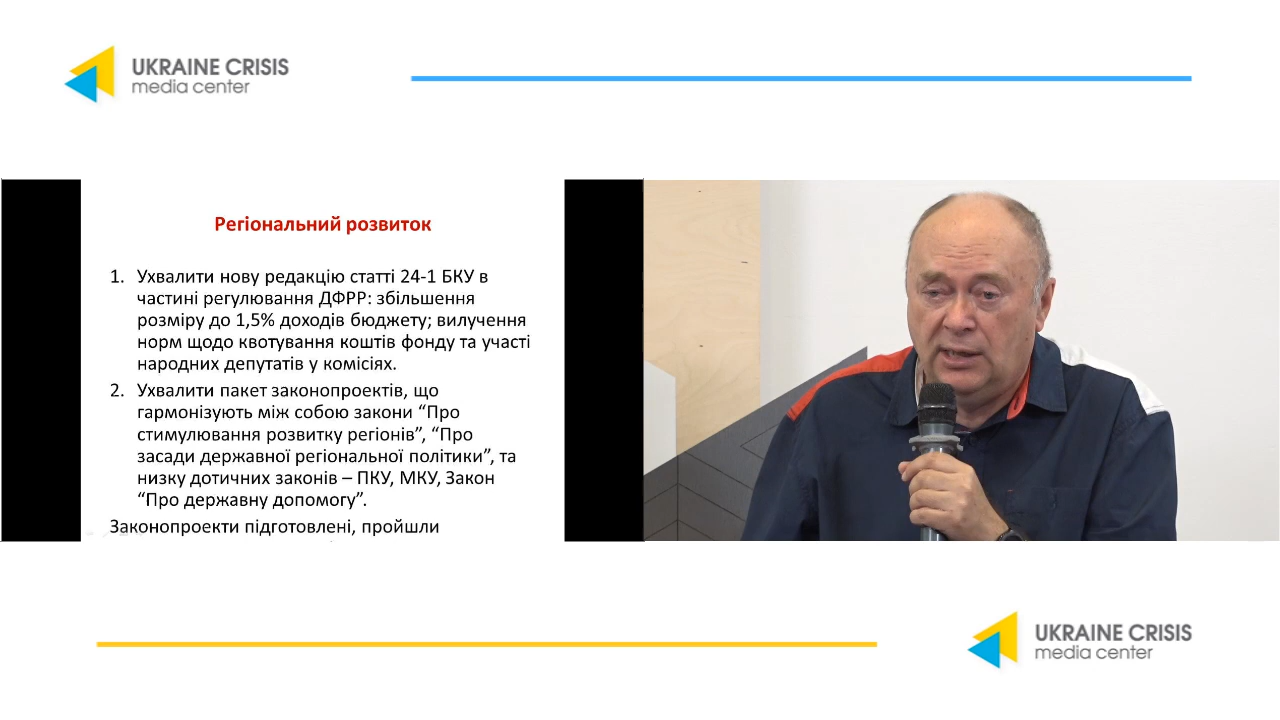 UKRAINE CRISIS
media center
Регіональний розвиток
1. Ухвалити нову редакцію статті 24-1 БКУ в
частині регулювання ДФРР: збільшення
розміру до 1,5% доходів бюджету; вилучення
норм щодо квотування коштів фонду та участі
народних депутатів у комісіях.
2. Ухвалити пакет законопроектів, що
гармонізують між собою закони “Про
стимулювання розвитку регіонів”, “Про
засади державної регіональної політики”, та
низку дотичних законів – ПКУ, МКУ, Закон
“Про державну допомогу”.
Законопроекти підготовлені, пройшли
UKRAINE CRISIS
media center